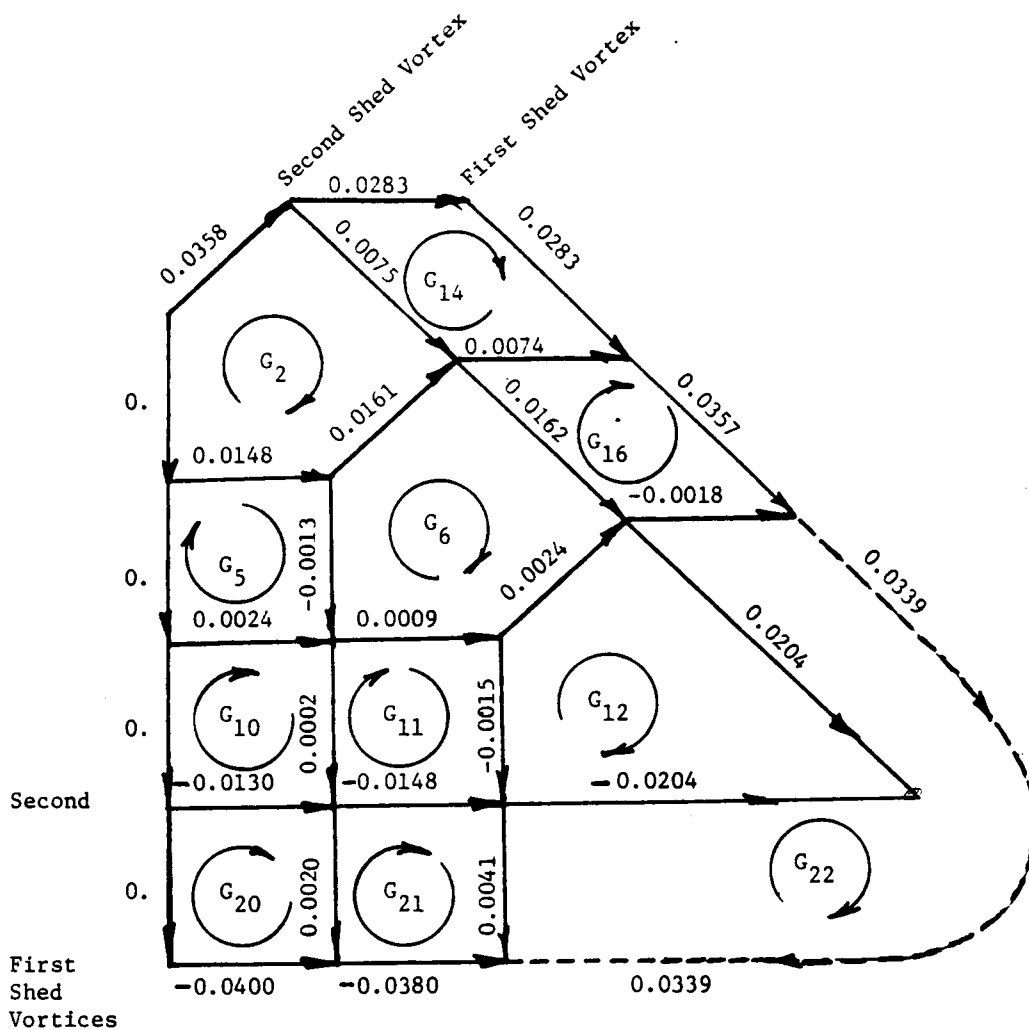 Second Shed Vortex
First Shed Vortex
0.0283
0.0358
0.0075
0.0283
G14
G2
0.0074
0.0161
0.0162
0.0357
G16
0.
0.0148
-0.0018
G6
-0.0013
G5
0.0024
0.0339
0.
0.0024
0.0009
0.0204
G10
0.0002
G11
-0.0015
G12
0.
-0.0130
-0.0148
-0.0204
Second
G20
0.0020
G21
0.0041
G22
0.
First
Shed
Vortices
-0.0400
-0.0380
0.0339